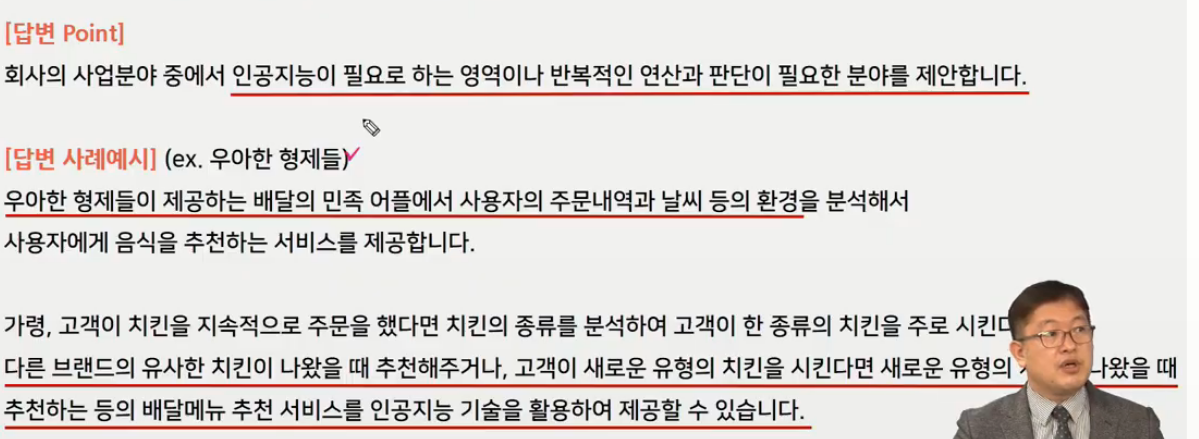 [답변 Point]
회사의 사업분야 중에서 인공지능이 필요로 하는 영역이나 반복적인 연산과 판단이 필요한 분야를 제안합니다.
[답변 사례예시] (ex. 우아한 형제들)
우아한 형제들이 제공하는 배달의 민족 어플에서 사용자의 주문내역과 날씨 등의 환경을 분석해서
사용자에게 음식을 추천하는 서비스를 제공합니다.
가령, 고객이 치킨을 지속적으로 주문을 했다면 치킨의 종류를 분석하여 고객이 한 종류의 치킨을 주로
다른 브랜드의 유사한 치킨이 나왔을 때 추천해주거나, 고객이 새로운 유형의 치킨을 시킨다면 새로운 유형의 나왔을 때
추천하는 등의 배달메뉴 추천 서비스를 인공지능 기술을 활용하여 제공할 수 있습니다.